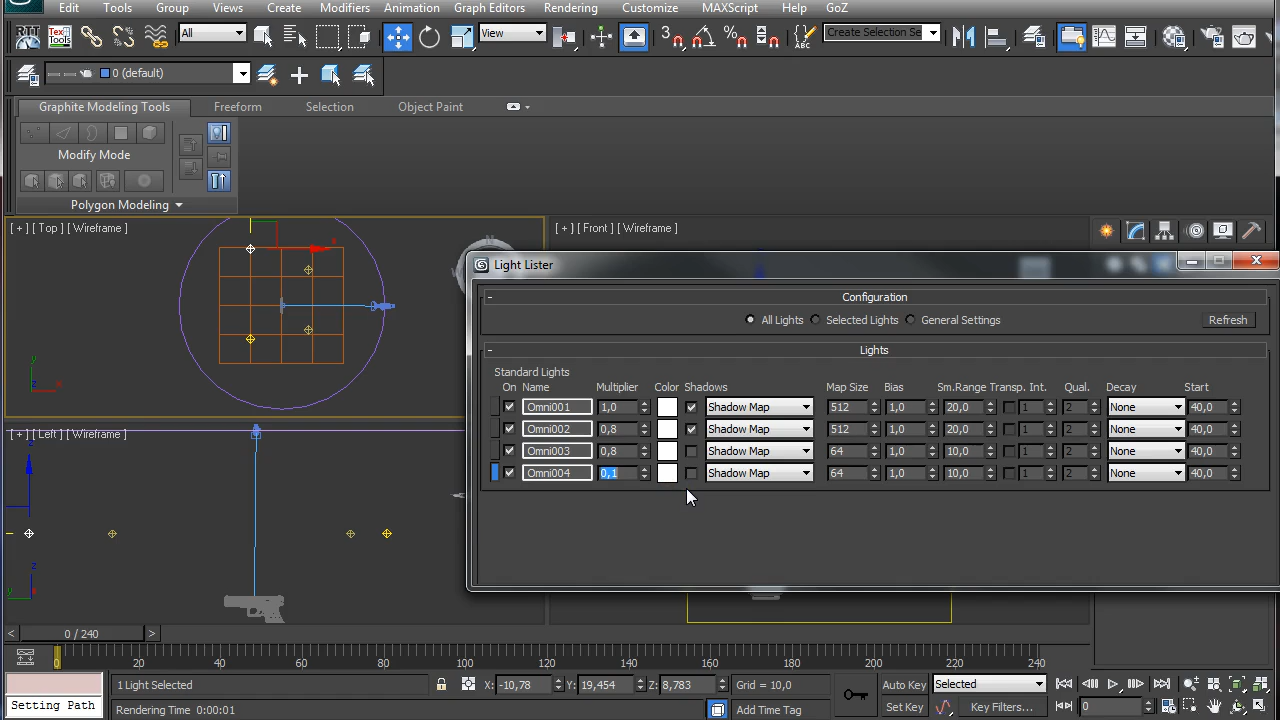 Edit Tools Group Views Create Modifiers Animation Graph Editors Rendering Customize MAXScript Help GoZ
All View 3 Create Selection Se
0 (default)
Graphite Modeling Tools Freeform Selection Object Paint
Modify Mode
Polygon Modeling
[ + ] [ Top ] [ Wireframe ]
[ + ] [ Front ] [ Wireframe ]
Light Lister
Configuration
All Lights Selected Lights General Settings Refresh
Lights
Standard Lights
On Name Multiplier Color Shadows Map Size Bias Sm.Range Transp. Int. Qual. Decay Start
Omni001 1,0 Shadow Map 512 1,0 20,0 1 2 None 40,0
Omni002 0,8 Shadow Map 512 1,0 20,0 1 2 None 40,0
Omni003 0,8 Shadow Map 64 1,0 10,0 1 2 None 40,0
Omni004 0,1 Shadow Map 64 1,0 10,0 1 2 None 40,0
[ + ] [ Left ] [ Wireframe ]
y
x
z
z
z
y
x
< 0 / 240 >
0 20 40 60 80 100 120 140 160 180 200 220 240
1 Light Selected X: -10,78 Y: 19,454 Z: 8,783 Grid = 10,0 Auto Key Selected
Setting Path Rendering Time 0:00:01 Add Time Tag Set Key Key Filters... 0